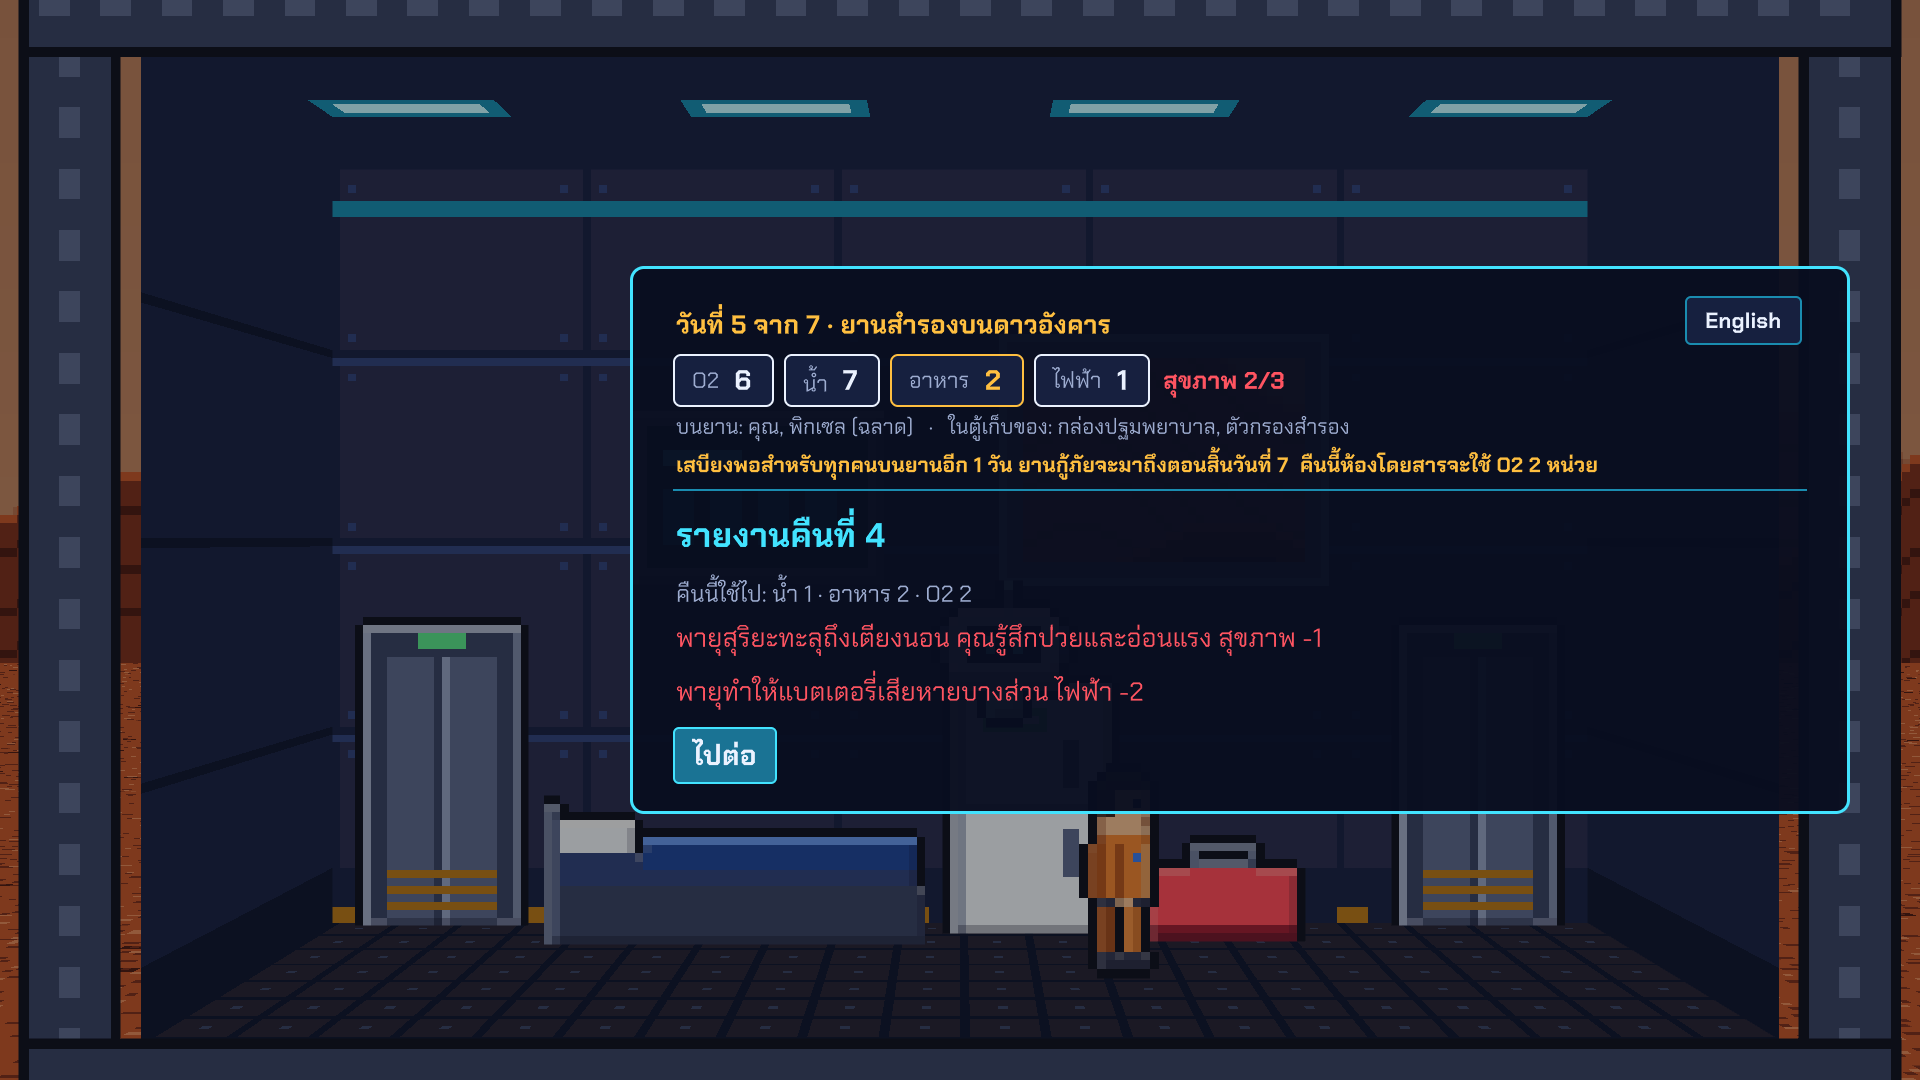 วันที่ 5 จาก 7 · ยานสำรองบนดาวอังคาร
English
O2 6 น้ำ 7 อาหาร 2 ไฟฟ้า 1 สุขภาพ 2/3
บนยาน: คุณ, พิกเซล (ฉลาด) · ในตู้เก็บของ: กล่องปฐมพยาบาล, ตัวกรองสำรอง
เสบียงพอสำหรับทุกคนบนยานอีก 1 วัน ยานกู้ภัยจะมาถึงตอนสิ้นวันที่ 7 คืนนี้ห้องโดยสารจะใช้ O2 2 หน่วย
รายงานคืนที่ 4
คืนนี้ใช้ไป: น้ำ 1 · อาหาร 2 · O2 2
พายุสุริยะทะลุถึงเตียงนอน คุณรู้สึกป่วยและอ่อนแรง สุขภาพ -1
พายุทำให้แบตเตอรี่เสียหายบางส่วน ไฟฟ้า -2
ไปต่อ